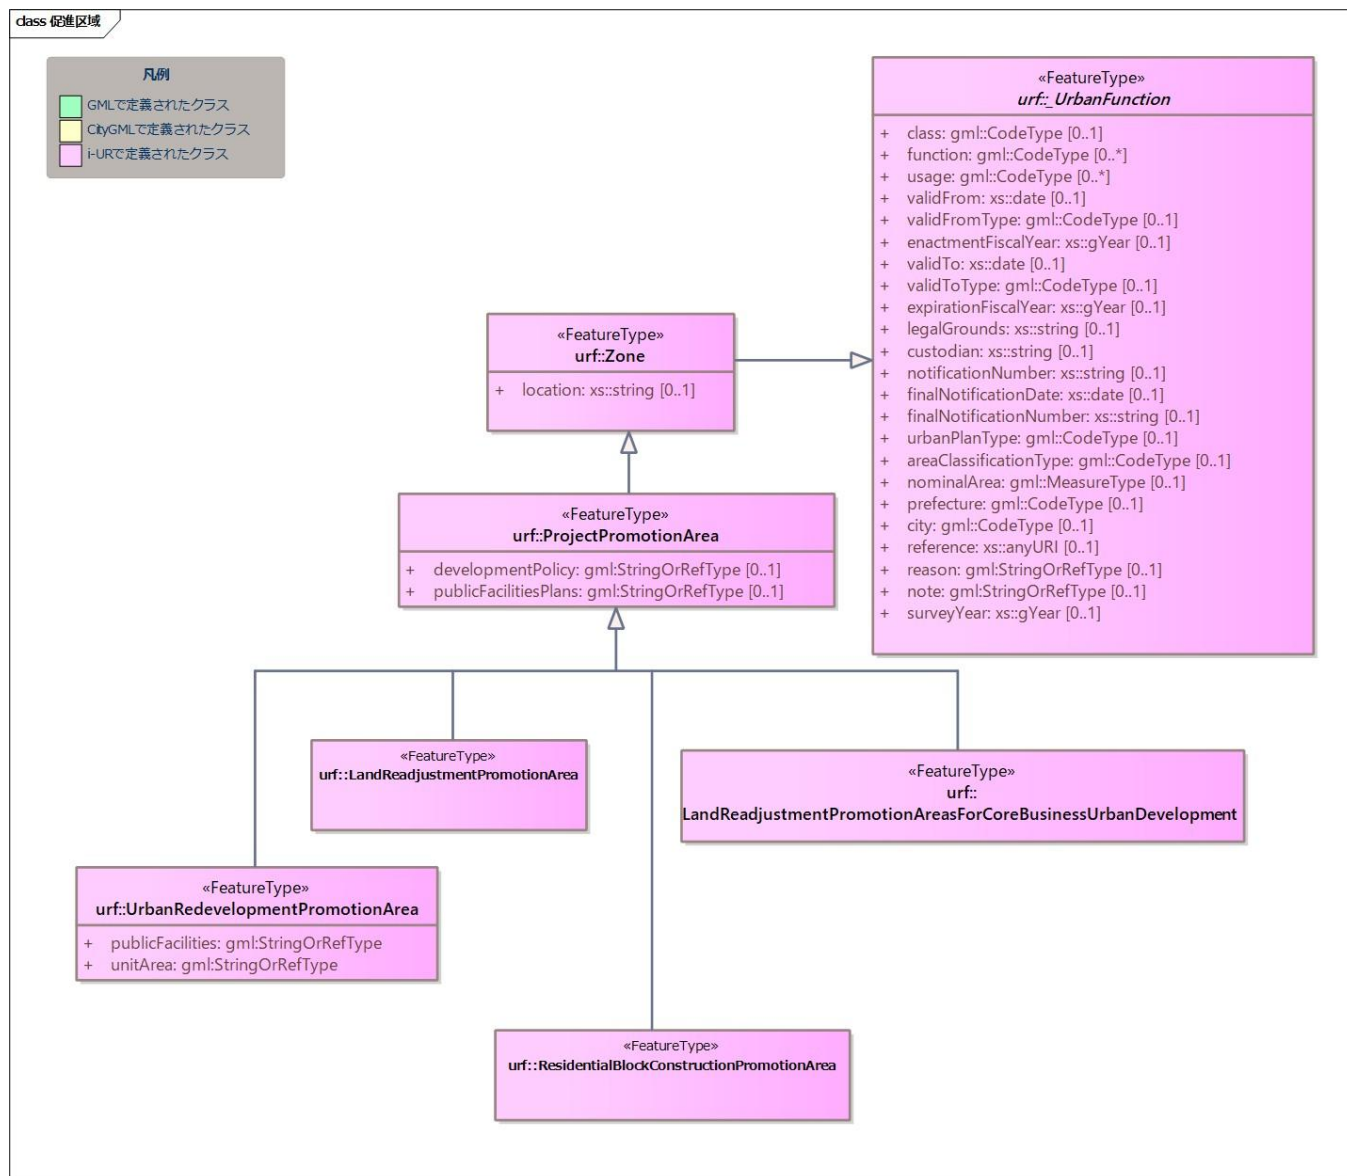 class 促進区域
凡例
GMLで定義されたクラス
CityGMLで定義されたクラス
i-URで定義されたクラス
«FeatureType»
urf::_UrbanFunction
+ class: gml::CodeType [0..1]
+ function: gml::CodeType [0..*]
+ usage: gml::CodeType [0..*]
+ validFrom: xs::date [0..1]
+ validFromType: gml::CodeType [0..1]
+ enactmentFiscalYear: xs::gYear [0..1]
+ validTo: xs::date [0..1]
+ validToType: gml::CodeType [0..1]
+ expirationFiscalYear: xs::gYear [0..1]
+ legalGrounds: xs::string [0..1]
+ custodian: xs::string [0..1]
+ notificationNumber: xs::string [0..1]
+ finalNotificationDate: xs::date [0..1]
+ finalNotificationNumber: xs::string [0..1]
+ urbanPlanType: gml::CodeType [0..1]
+ areaClassificationType: gml::CodeType [0..1]
+ nominalArea: gml::MeasureType [0..1]
+ prefecture: gml::CodeType [0..1]
+ city: gml::CodeType [0..1]
+ reference: xs::anyURI [0..1]
+ reason: gml:StringOrRefType [0..1]
+ note: gml:StringOrRefType [0..1]
+ surveyYear: xs::gYear [0..1]
«FeatureType»
urf::Zone
+ location: xs::string [0..1]
«FeatureType»
urf::ProjectPromotionArea
+ developmentPolicy: gml:StringOrRefType [0..1]
+ publicFacilitiesPlans: gml:StringOrRefType [0..1]
«FeatureType»
urf::LandReadjustmentPromotionArea
«FeatureType»
urf::
LandReadjustmentPromotionAreasForCoreBusinessUrbanDevelopment
«FeatureType»
urf::UrbanRedevelopmentPromotionArea
+ publicFacilities: gml:StringOrRefType
+ unitArea: gml:StringOrRefType
«FeatureType»
urf::ResidentialBlockConstructionPromotionArea